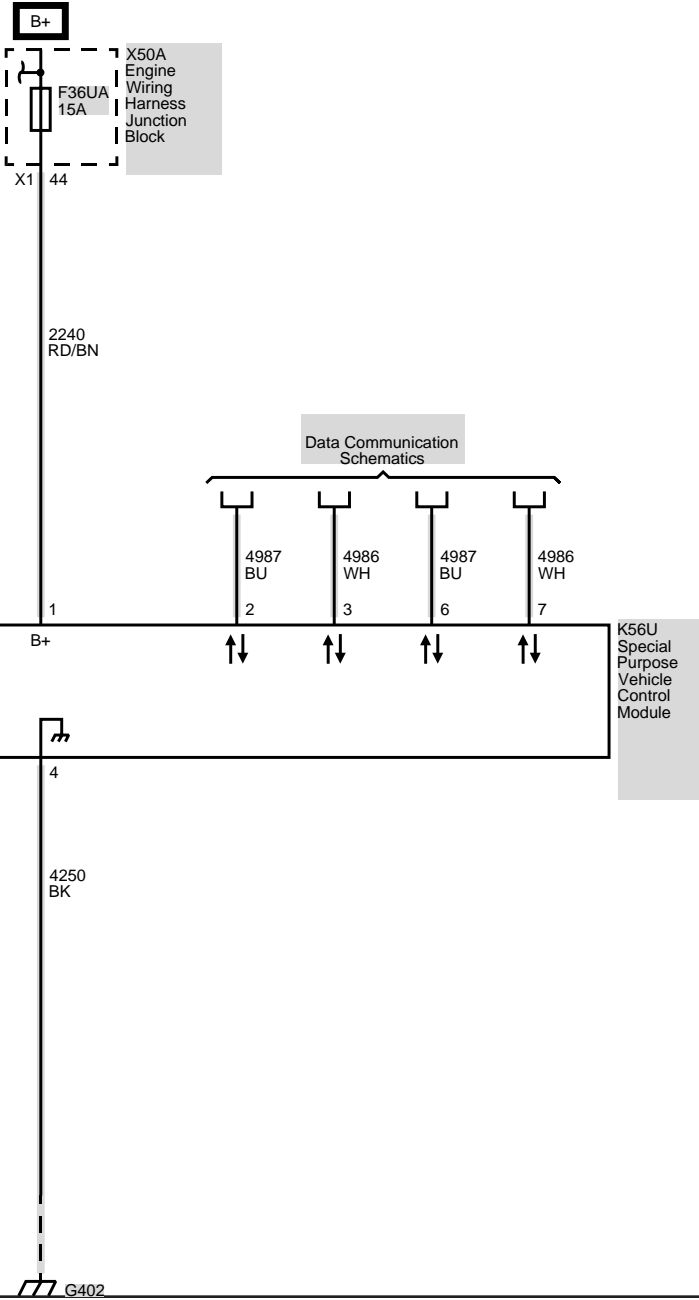 B+
X50A
Engine
Wiring
Harness
Junction
Block
F36UA
15A
X1 44
2240
RD/BN
Data Communication
Schematics
4987
BU
4986
WH
4987
BU
4986
WH
1
2
3
6
7
B+
K56U
Special
Purpose
Vehicle
Control
Module
4
4250
BK
G402